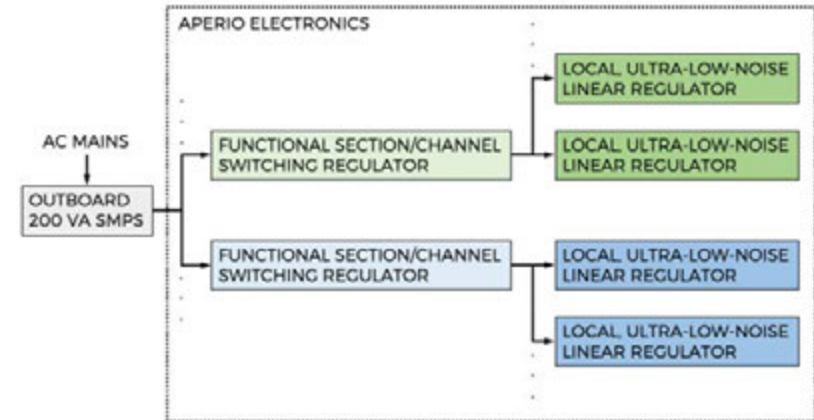 APERIO ELECTRONICS
AC MAINS
OUTBOARD
200 VA SMPS
FUNCTIONAL SECTION/CHANNEL
SWITCHING REGULATOR
FUNCTIONAL SECTION/CHANNEL
SWITCHING REGULATOR
LOCAL, ULTRA-LOW-NOISE
LINEAR REGULATOR
LOCAL, ULTRA-LOW-NOISE
LINEAR REGULATOR
LOCAL, ULTRA-LOW-NOISE
LINEAR REGULATOR
LOCAL, ULTRA-LOW-NOISE
LINEAR REGULATOR